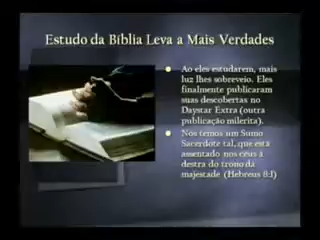 Estudo da Bíblia Leva a Mais Verdades
Ao eles estudarem, mais
luz lhes sobreveio. Eles
finalmente publicaram
suas descobertas no
Daystar Extra (outra
publicação milerita).
Nós temos um Sumo
Sacerdote tal, que esta
assentado nos céus à
destra do trono da
majestade (Hebreus 8:1)